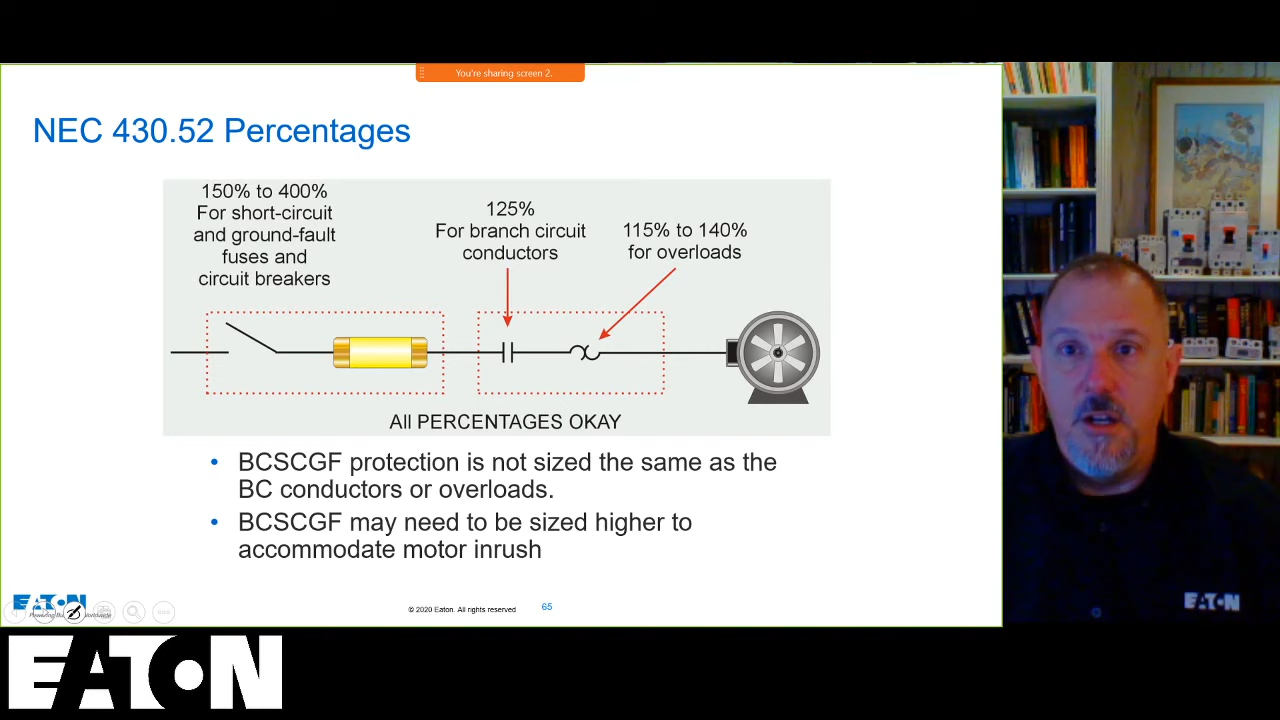 You're sharing screen 2.
NEC 430.52 Percentages
150% to 400%
For short-circuit
and ground-fault
fuses and
circuit breakers
125%
For branch circuit
conductors
115% to 140%
for overloads
All PERCENTAGES OKAY
• BCSCGF protection is not sized the same as the
BC conductors or overloads.
• BCSCGF may need to be sized higher to
accommodate motor inrush
EATON
© 2020 Eaton. All rights reserved
65
EATON
EATON